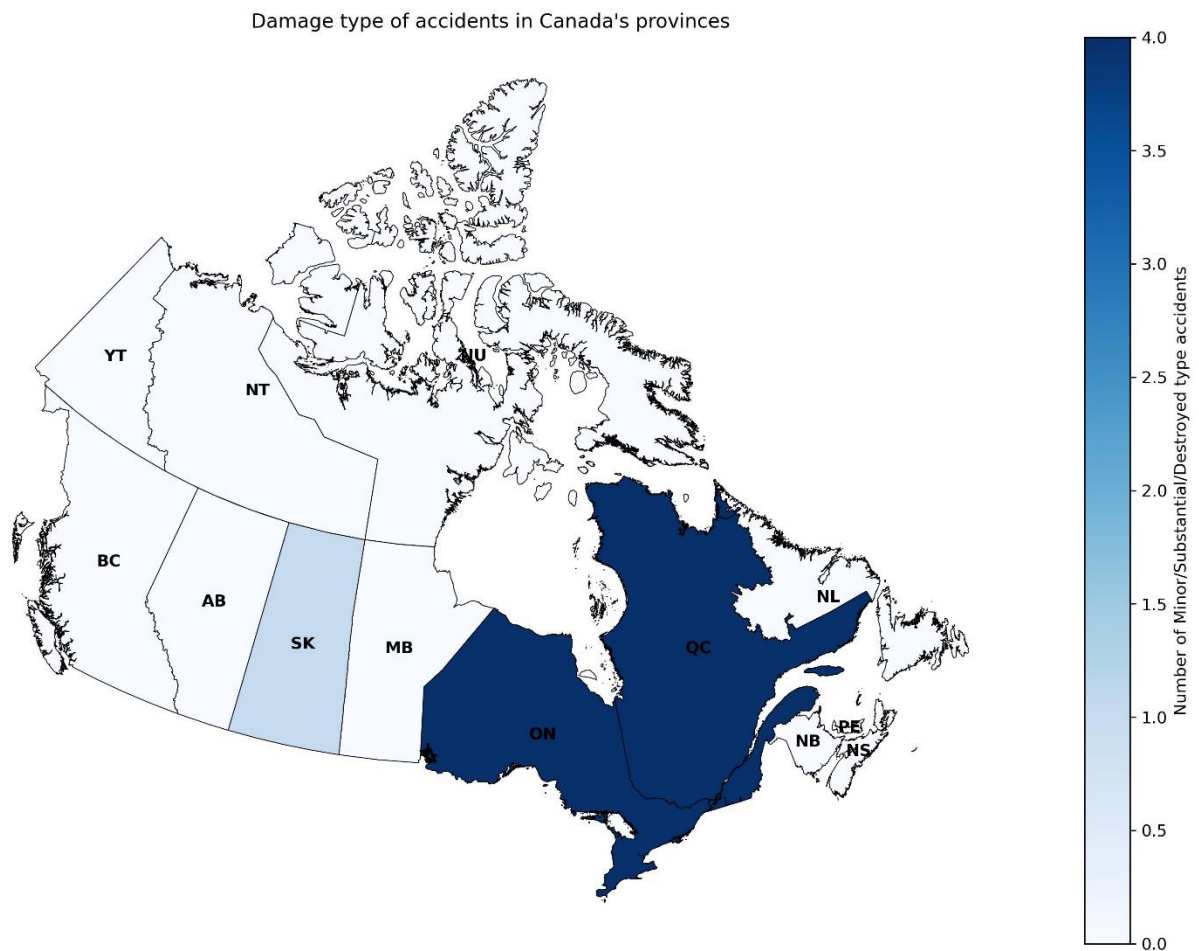 Damage type of accidents in Canada's provinces
YT
NT
NU
BC
AB
SK
MB
ON
QC
NL
NB
PE
NS
4.0
3.5
3.0
2.5
2.0
1.5
1.0
0.5
0.0
Number of Minor/Substantial/Destroyed type accidents